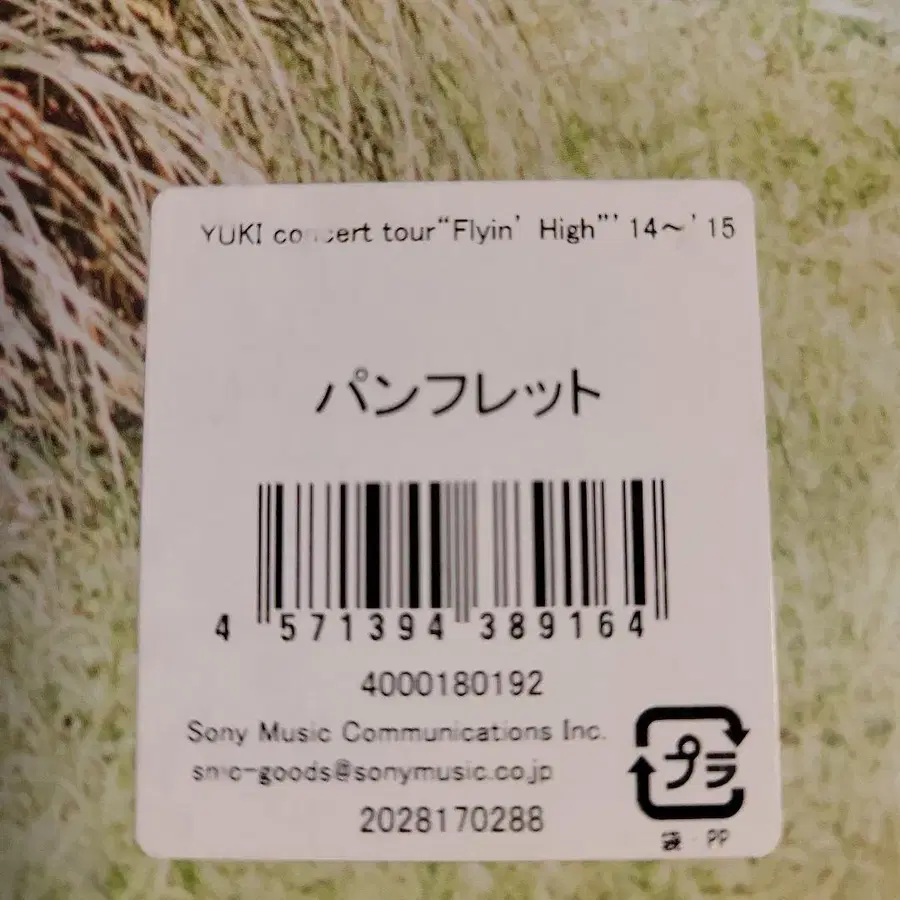 YUKI concert tour“Flyin’ High”’14～’15
パンフレット
4 571394 389164
4000180192
Sony Music Communications Inc.
smc-goods@sonymusic.co.jp
2028170288
プラ
袋・PP